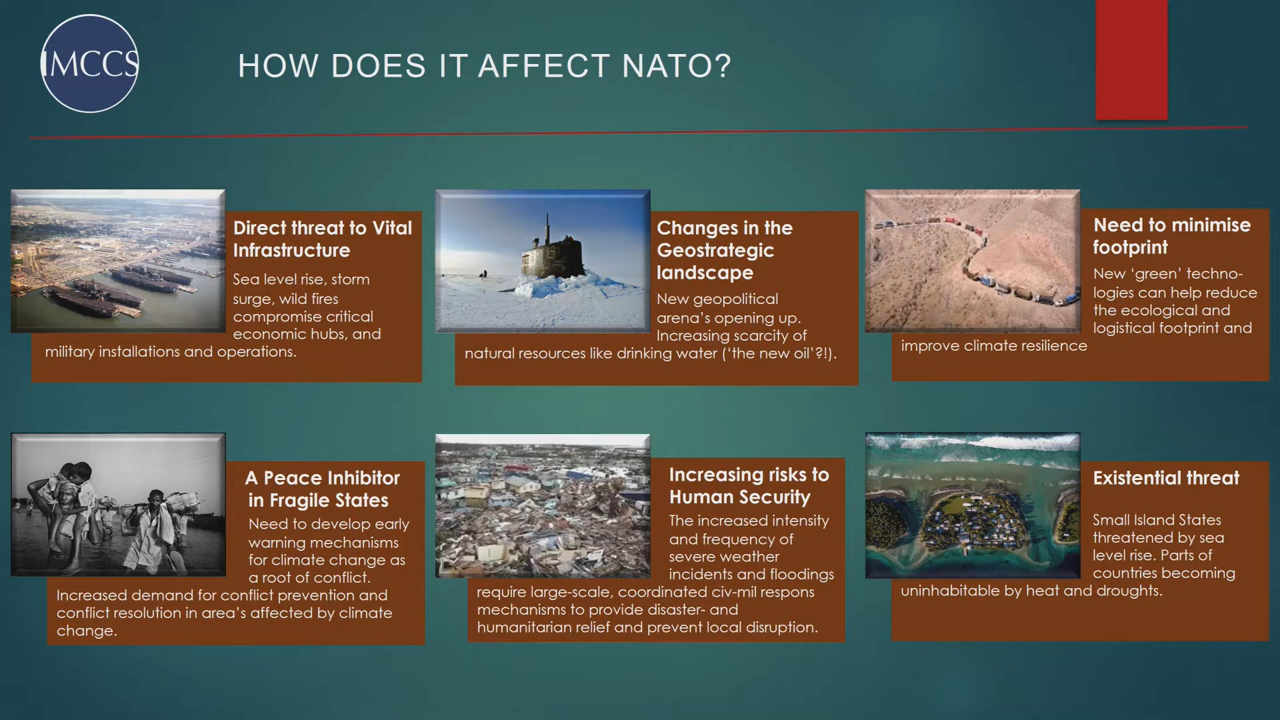 IMCCS
HOW DOES IT AFFECT NATO?
Direct threat to Vital
Infrastructure
Sea level rise, storm
surge, wild fires
compromise critical
economic hubs, and
military installations and operations.
Changes in the
Geostrategic
landscape
New geopolitical
arena's opening up.
Increasing scarcity of
natural resources like drinking water ('the new oil'?!).
Need to minimise
footprint
New 'green' techno-
logies can help reduce
the ecological and
logistical footprint and
improve climate resilience
A Peace Inhibitor
in Fragile States
Need to develop early
warning mechanisms
for climate change as
a root of conflict.
Increased demand for conflict prevention and
conflict resolution in area's affected by climate
change.
Increasing risks to
Human Security
The increased intensity
and frequency of
severe weather
incidents and floodings
require large-scale, coordinated civ-mil respons
mechanisms to provide disaster- and
humanitarian relief and prevent local disruption.
Existential threat
Small Island States
threatened by sea
level rise. Parts of
countries becoming
uninhabitable by heat and droughts.